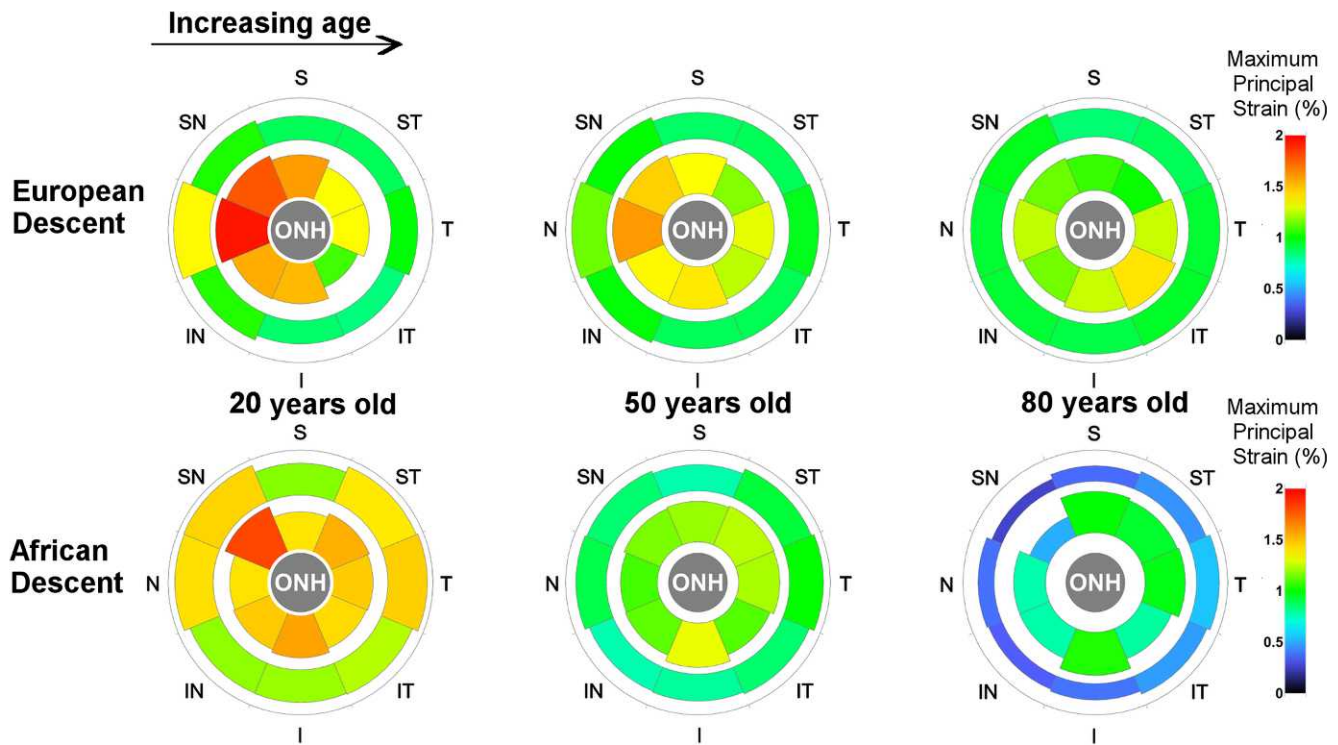 Increasing age
European
Descent
S
SN
ST
ONH
T
IN
IT
I
20 years old
S
N
ST
ONH
T
IN
IT
I
50 years old
S
N
ST
ONH
T
IN
IT
I
80 years old
Maximum
Principal
Strain (%)
2
1.5
1
0.5
0
African
Descent
S
SN
ST
N
ONH
T
IN
IT
I
S
SN
ST
N
ONH
T
IN
IT
I
S
SN
ST
N
ONH
T
IN
IT
I
Maximum
Principal
Strain (%)
2
1.5
1
0.5
0